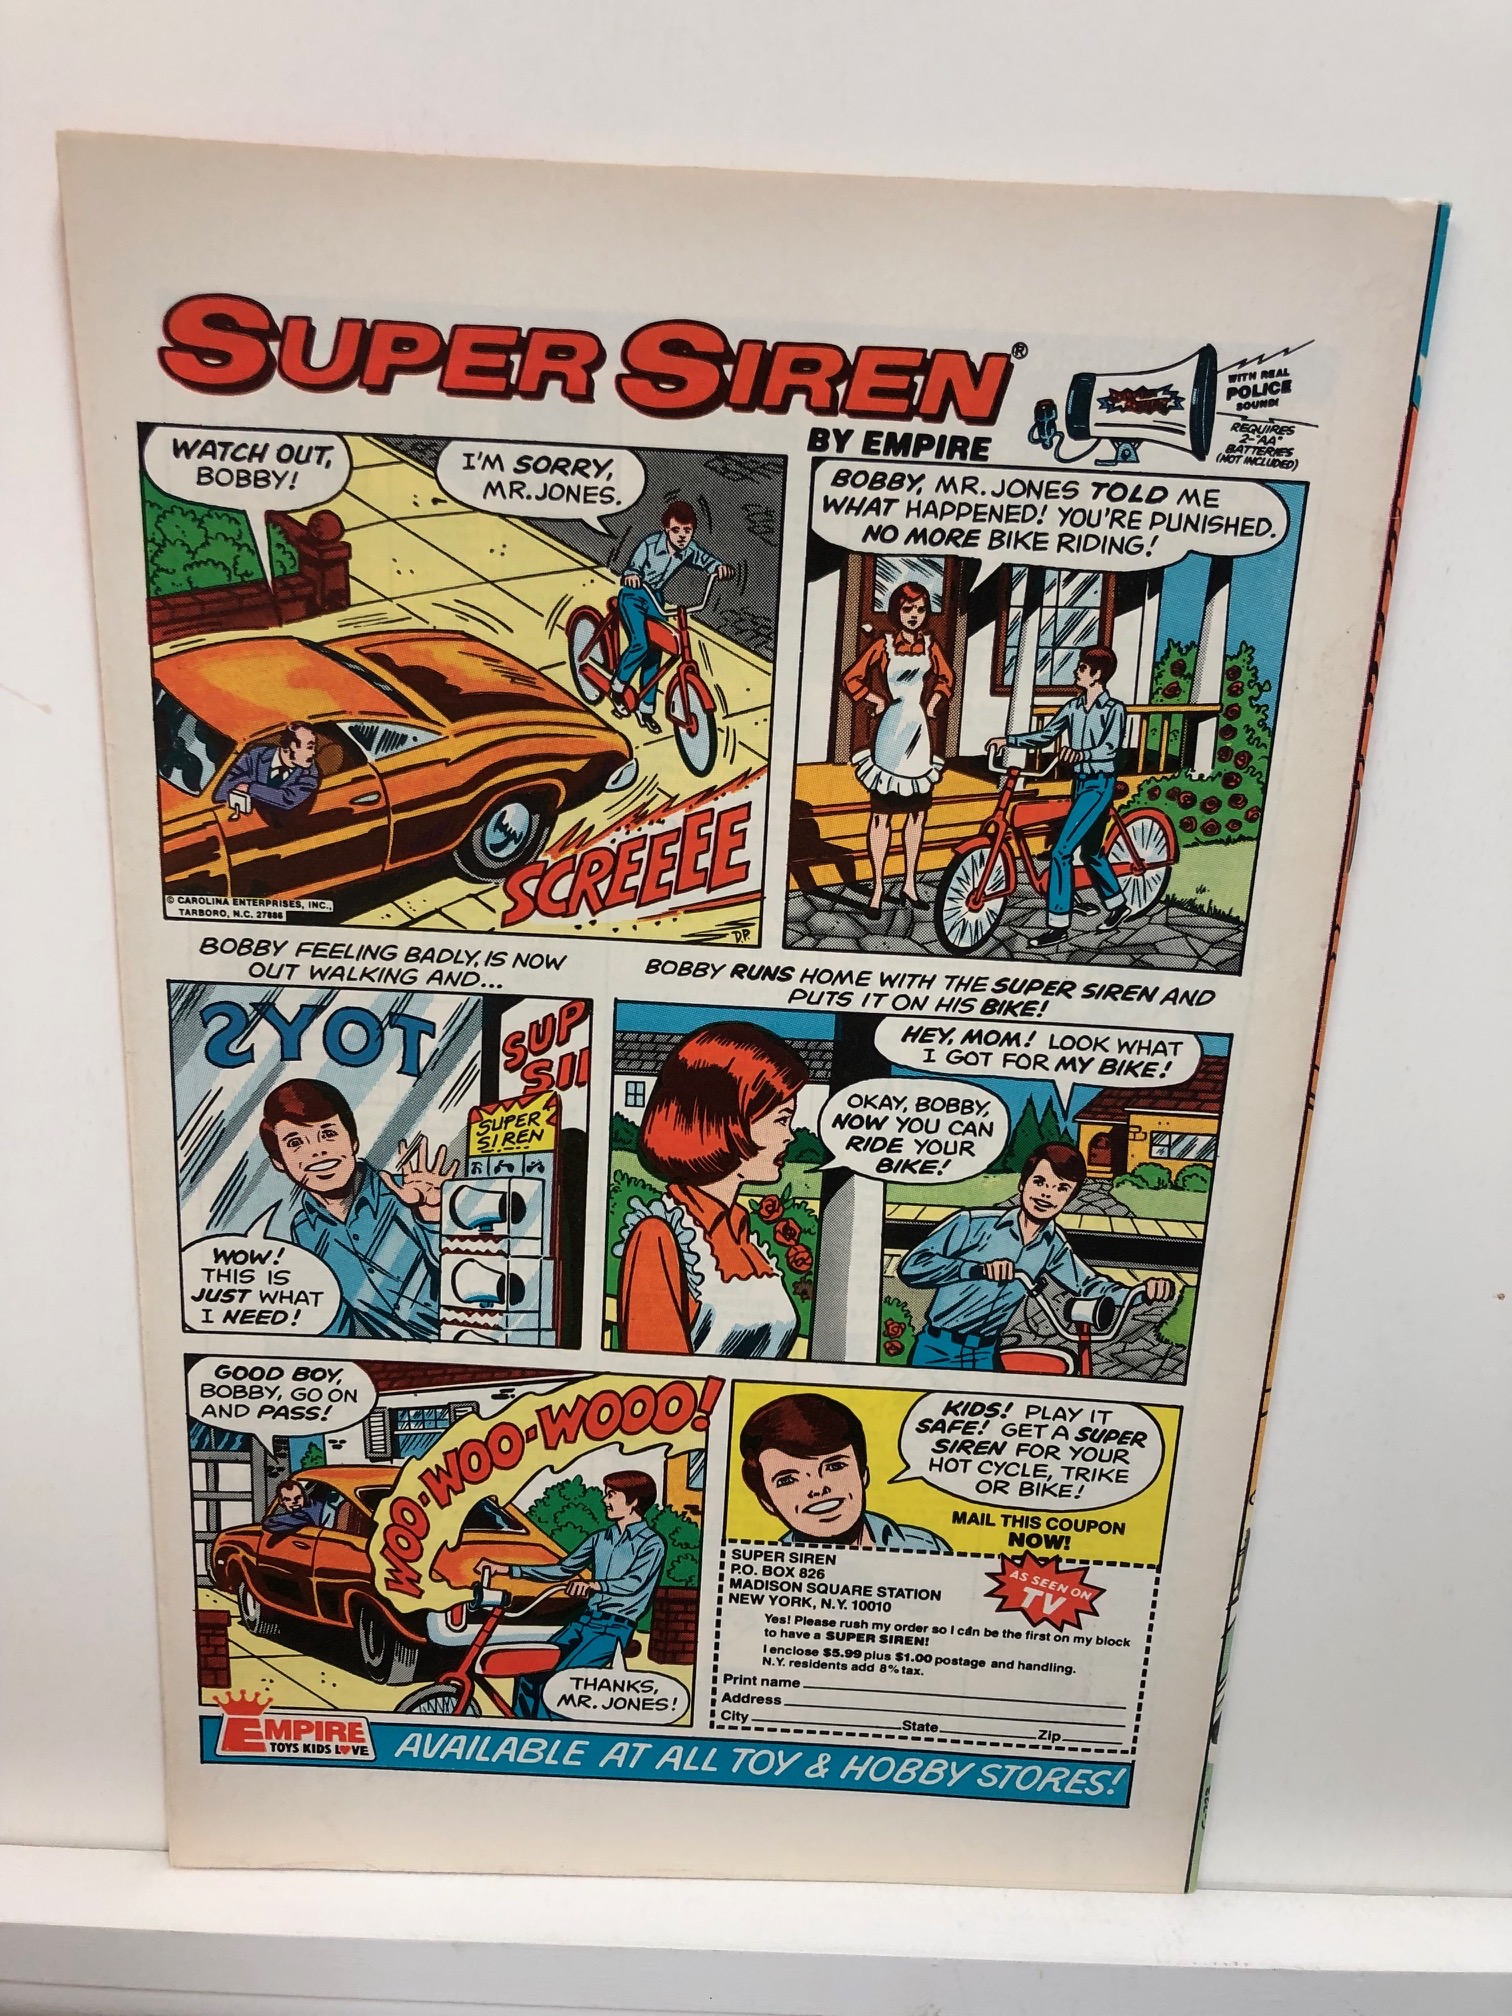 SUPER SIREN®
BY EMPIRE
WITH REAL
POLICE
SOUND!
REQUIRES
2-"AA"
BATTERIES
(NOT INCLUDED)
WATCH OUT,
BOBBY!
I'M SORRY,
MR. JONES.
SCREEEE
© CAROLINA ENTERPRISES, INC.,
TARBORO, N.C. 27886
D.P.
BOBBY, MR. JONES TOLD ME
WHAT HAPPENED! YOU'RE PUNISHED.
NO MORE BIKE RIDING!
BOBBY FEELING BADLY, IS NOW
OUT WALKING AND...
TOYS
SUP
SII
SUPER
SIREN
WOW!
THIS IS
JUST WHAT
I NEED!
BOBBY RUNS HOME WITH THE SUPER SIREN AND
PUTS IT ON HIS BIKE!
HEY, MOM! LOOK WHAT
I GOT FOR MY BIKE!
OKAY, BOBBY,
NOW YOU CAN
RIDE YOUR
BIKE!
GOOD BOY,
BOBBY, GO ON
AND PASS!
WOO-WOO-WOO-WOOO!
THANKS,
MR. JONES!
KIDS! PLAY IT
SAFE! GET A SUPER
SIREN FOR YOUR
HOT CYCLE, TRIKE
OR BIKE!
MAIL THIS COUPON
NOW!
SUPER SIREN
P.O. BOX 826
MADISON SQUARE STATION
NEW YORK, N.Y. 10010
AS SEEN ON
TV
Yes! Please rush my order so I can be the first on my block
to have a SUPER SIREN!
I enclose $5.99 plus $1.00 postage and handling.
N.Y. residents add 8% tax.
Print name
Address
City State Zip
EMPIRE
TOYS KIDS L♥VE
AVAILABLE AT ALL TOY & HOBBY STORES!